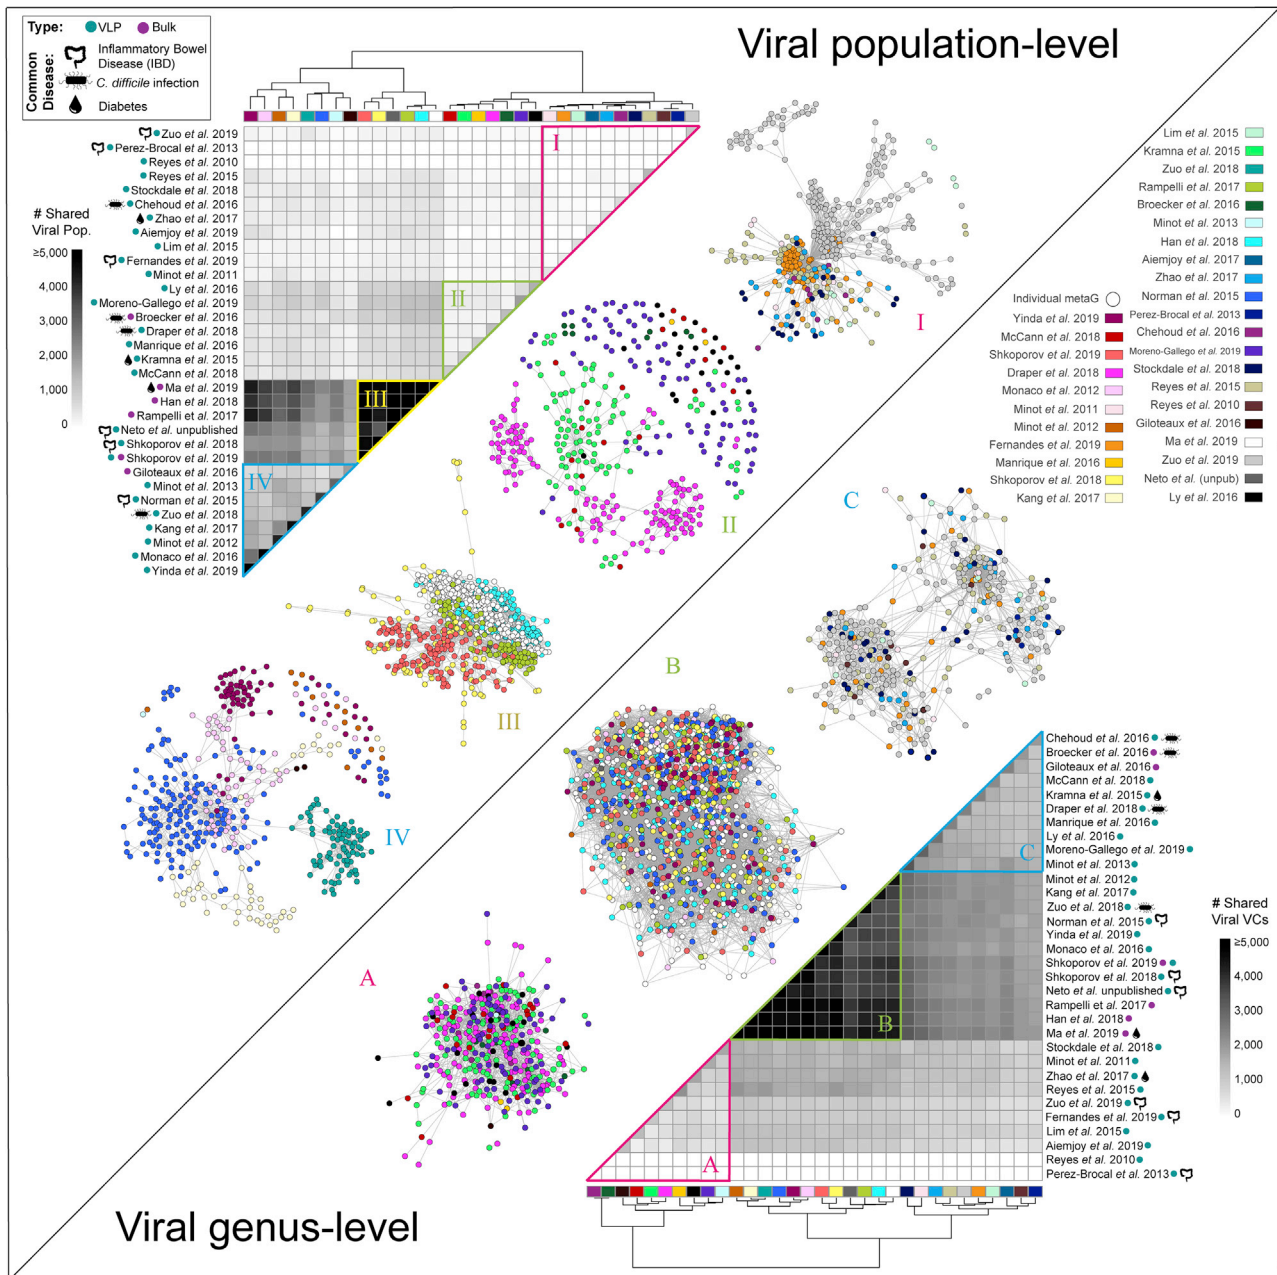 Type: VLP Bulk
Common Disease:
Inflammatory Bowel
Disease (IBD)
C. difficile infection
Diabetes
Viral population-level
Zuo et al. 2019
Perez-Brocal et al. 2013
Reyes et al. 2010
Reyes et al. 2015
Stockdale et al. 2018
Chehoud et al. 2016
Zhao et al. 2017
Aiemjoy et al. 2019
Lim et al. 2015
Fernandes et al. 2019
Minot et al. 2011
Ly et al. 2016
Moreno-Gallego et al. 2019
Broecker et al. 2016
Draper et al. 2018
Manrique et al. 2016
Kramna et al. 2015
McCann et al. 2018
Ma et al. 2019
Han et al. 2018
Rampelli et al. 2017
Neto et al. unpublished
Shkoporov et al. 2018
Shkoporov et al. 2019
Giloteaux et al. 2016
Minot et al. 2013
Norman et al. 2015
Zuo et al. 2018
Kang et al. 2017
Minot et al. 2012
Monaco et al. 2016
Yinda et al. 2019
# Shared
Viral Pop.
≥5,000
4,000
3,000
2,000
1,000
0
I
II
III
IV
I
II
III
IV
Lim et al. 2015
Kramna et al. 2015
Zuo et al. 2018
Rampelli et al. 2017
Broecker et al. 2016
Minot et al. 2013
Han et al. 2018
Aiemjoy et al. 2017
Zhao et al. 2017
Norman et al. 2015
Perez-Brocal et al. 2013
Chehoud et al. 2016
Moreno-Gallego et al. 2019
Stockdale et al. 2018
Reyes et al. 2015
Reyes et al. 2010
Giloteaux et al. 2016
Ma et al. 2019
Zuo et al. 2019
Neto et al. (unpub)
Ly et al. 2016
Individual metaG
Yinda et al. 2019
McCann et al. 2018
Shkoporov et al. 2019
Draper et al. 2018
Monaco et al. 2012
Minot et al. 2011
Minot et al. 2012
Fernandes et al. 2019
Manrique et al. 2016
Shkoporov et al. 2018
Kang et al. 2017
C
B
A
Chehoud et al. 2016
Broecker et al. 2016
Giloteaux et al. 2016
McCann et al. 2018
Kramna et al. 2015
Draper et al. 2018
Manrique et al. 2016
Ly et al. 2016
Moreno-Gallego et al. 2019
Minot et al. 2013
Minot et al. 2012
Kang et al. 2017
Zuo et al. 2018
Norman et al. 2015
Yinda et al. 2019
Monaco et al. 2016
Shkoporov et al. 2019
Shkoporov et al. 2018
Neto et al. unpublished
Rampelli et al. 2017
Han et al. 2018
Ma et al. 2019
Stockdale et al. 2018
Minot et al. 2011
Zhao et al. 2017
Reyes et al. 2015
Zuo et al. 2019
Fernandes et al. 2019
Lim et al. 2015
Aiemjoy et al. 2019
Reyes et al. 2010
Perez-Brocal et al. 2013
# Shared
Viral VCs
≥5,000
4,000
3,000
2,000
1,000
0
C
B
A
Viral genus-level